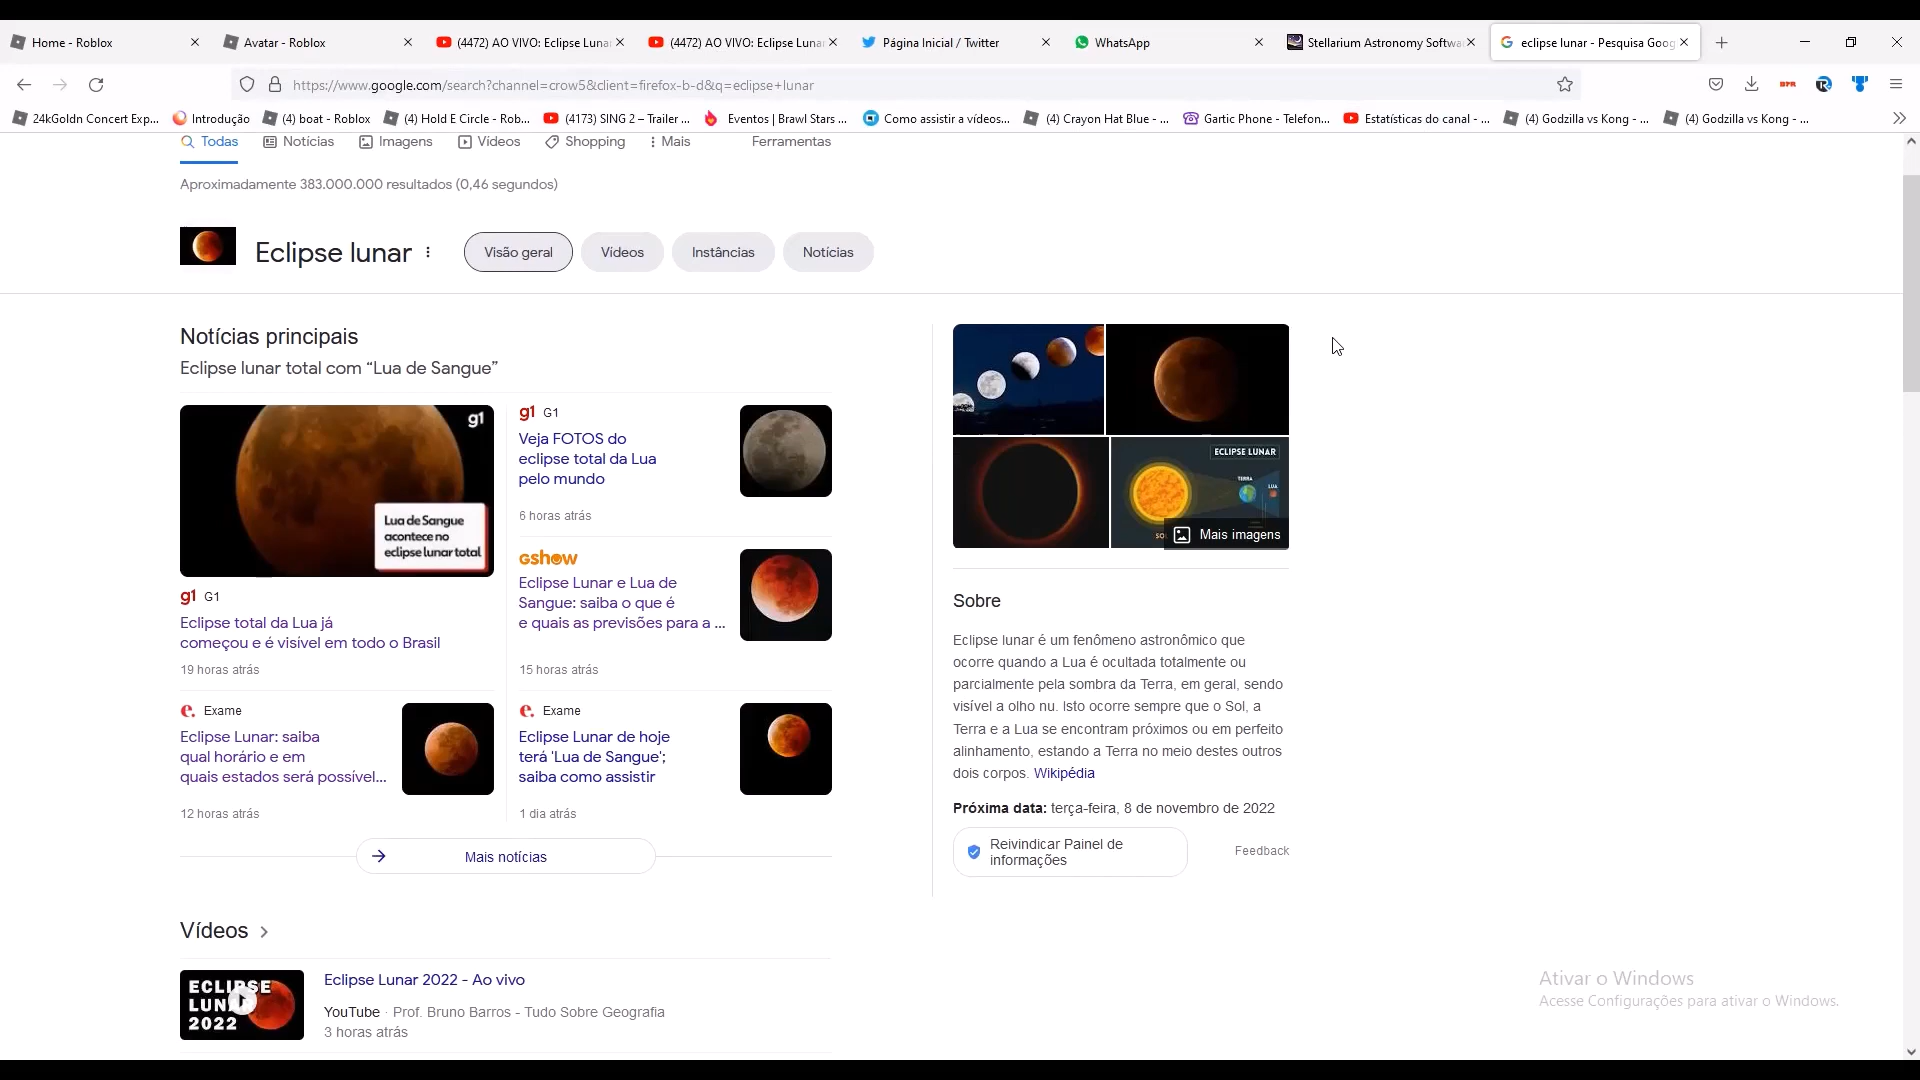 Home - Roblox
Avatar - Roblox
(4472) AO VIVO: Eclipse Luna
(4472) AO VIVO: Eclipse Luna
Página Inicial / Twitter
WhatsApp
Stellarium Astronomy Softwa
eclipse lunar - Pesquisa Goog
https://www.google.com/search?channel=crow5&client=firefox-b-d&q=eclipse+lunar
24kGoldn Concert Exp...
Introdução
(4) boat - Roblox
(4) Hold E Circle - Rob...
(4173) SING 2 – Trailer ...
Eventos | Brawl Stars ...
Como assistir a vídeos...
(4) Crayon Hat Blue - ...
Gartic Phone - Telefon...
Estatísticas do canal - ...
(4) Godzilla vs Kong - ...
(4) Godzilla vs Kong - ...
Todas
Notícias
Imagens
Vídeos
Shopping
Mais
Ferramentas
Aproximadamente 383.000.000 resultados (0,46 segundos)
Eclipse lunar
Visão geral
Vídeos
Instâncias
Notícias
Notícias principais
Eclipse lunar total com “Lua de Sangue”
g1
Lua de Sangue
acontece no
eclipse lunar total
g1 G1
Eclipse total da Lua já
começou e é visível em todo o Brasil
19 horas atrás
g1 G1
Veja FOTOS do
eclipse total da Lua
pelo mundo
6 horas atrás
GSHOW
Eclipse Lunar e Lua de
Sangue: saiba o que é
e quais as previsões para a ...
15 horas atrás
e. Exame
Eclipse Lunar: saiba
qual horário e em
quais estados será possível...
12 horas atrás
e. Exame
Eclipse Lunar de hoje
terá 'Lua de Sangue';
saiba como assistir
1 dia atrás
Mais notícias
Vídeos
ECLIPSE
LUNAR
2022
Eclipse Lunar 2022 - Ao vivo
YouTube · Prof. Bruno Barros - Tudo Sobre Geografia
3 horas atrás
ECLIPSE LUNAR
TERRA
LUA
Mais imagens
Sobre
Eclipse lunar é um fenômeno astronômico que
ocorre quando a Lua é ocultada totalmente ou
parcialmente pela sombra da Terra, em geral, sendo
visível a olho nu. Isto ocorre sempre que o Sol, a
Terra e a Lua se encontram próximos ou em perfeito
alinhamento, estando a Terra no meio destes outros
dois corpos. Wikipédia
Próxima data: terça-feira, 8 de novembro de 2022
Reivindicar Painel de
informações
Feedback
Ativar o Windows
Acesse Configurações para ativar o Windows.